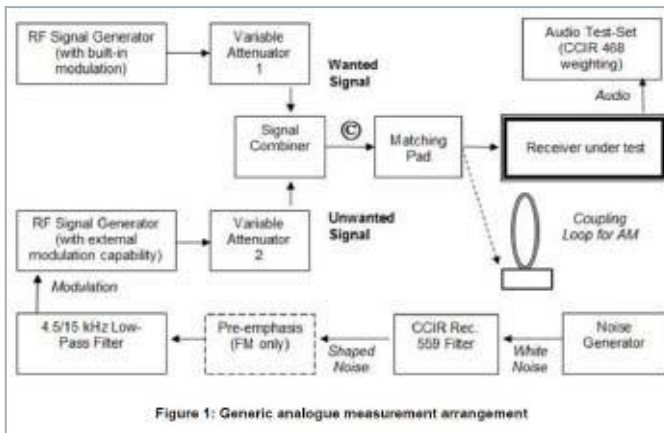 RF Signal Generator
(with built-in
modulation)
Variable
Attenuator
1
Wanted
Signal
Audio Test-Set
(CCIR 468
weighting)
Audio
Signal
Combiner
©
Matching
Pad
Receiver under test
RF Signal Generator
(with external
modulation capability)
Variable
Attenuator
2
Unwanted
Signal
Coupling
Loop for AM
Modulation
4.5/15 kHz Low-
Pass Filter
Pre-emphasis
(FM only)
Shaped
Noise
CCIR Rec.
559 Filter
White
Noise
Noise
Generator
Figure 1: Generic analogue measurement arrangement